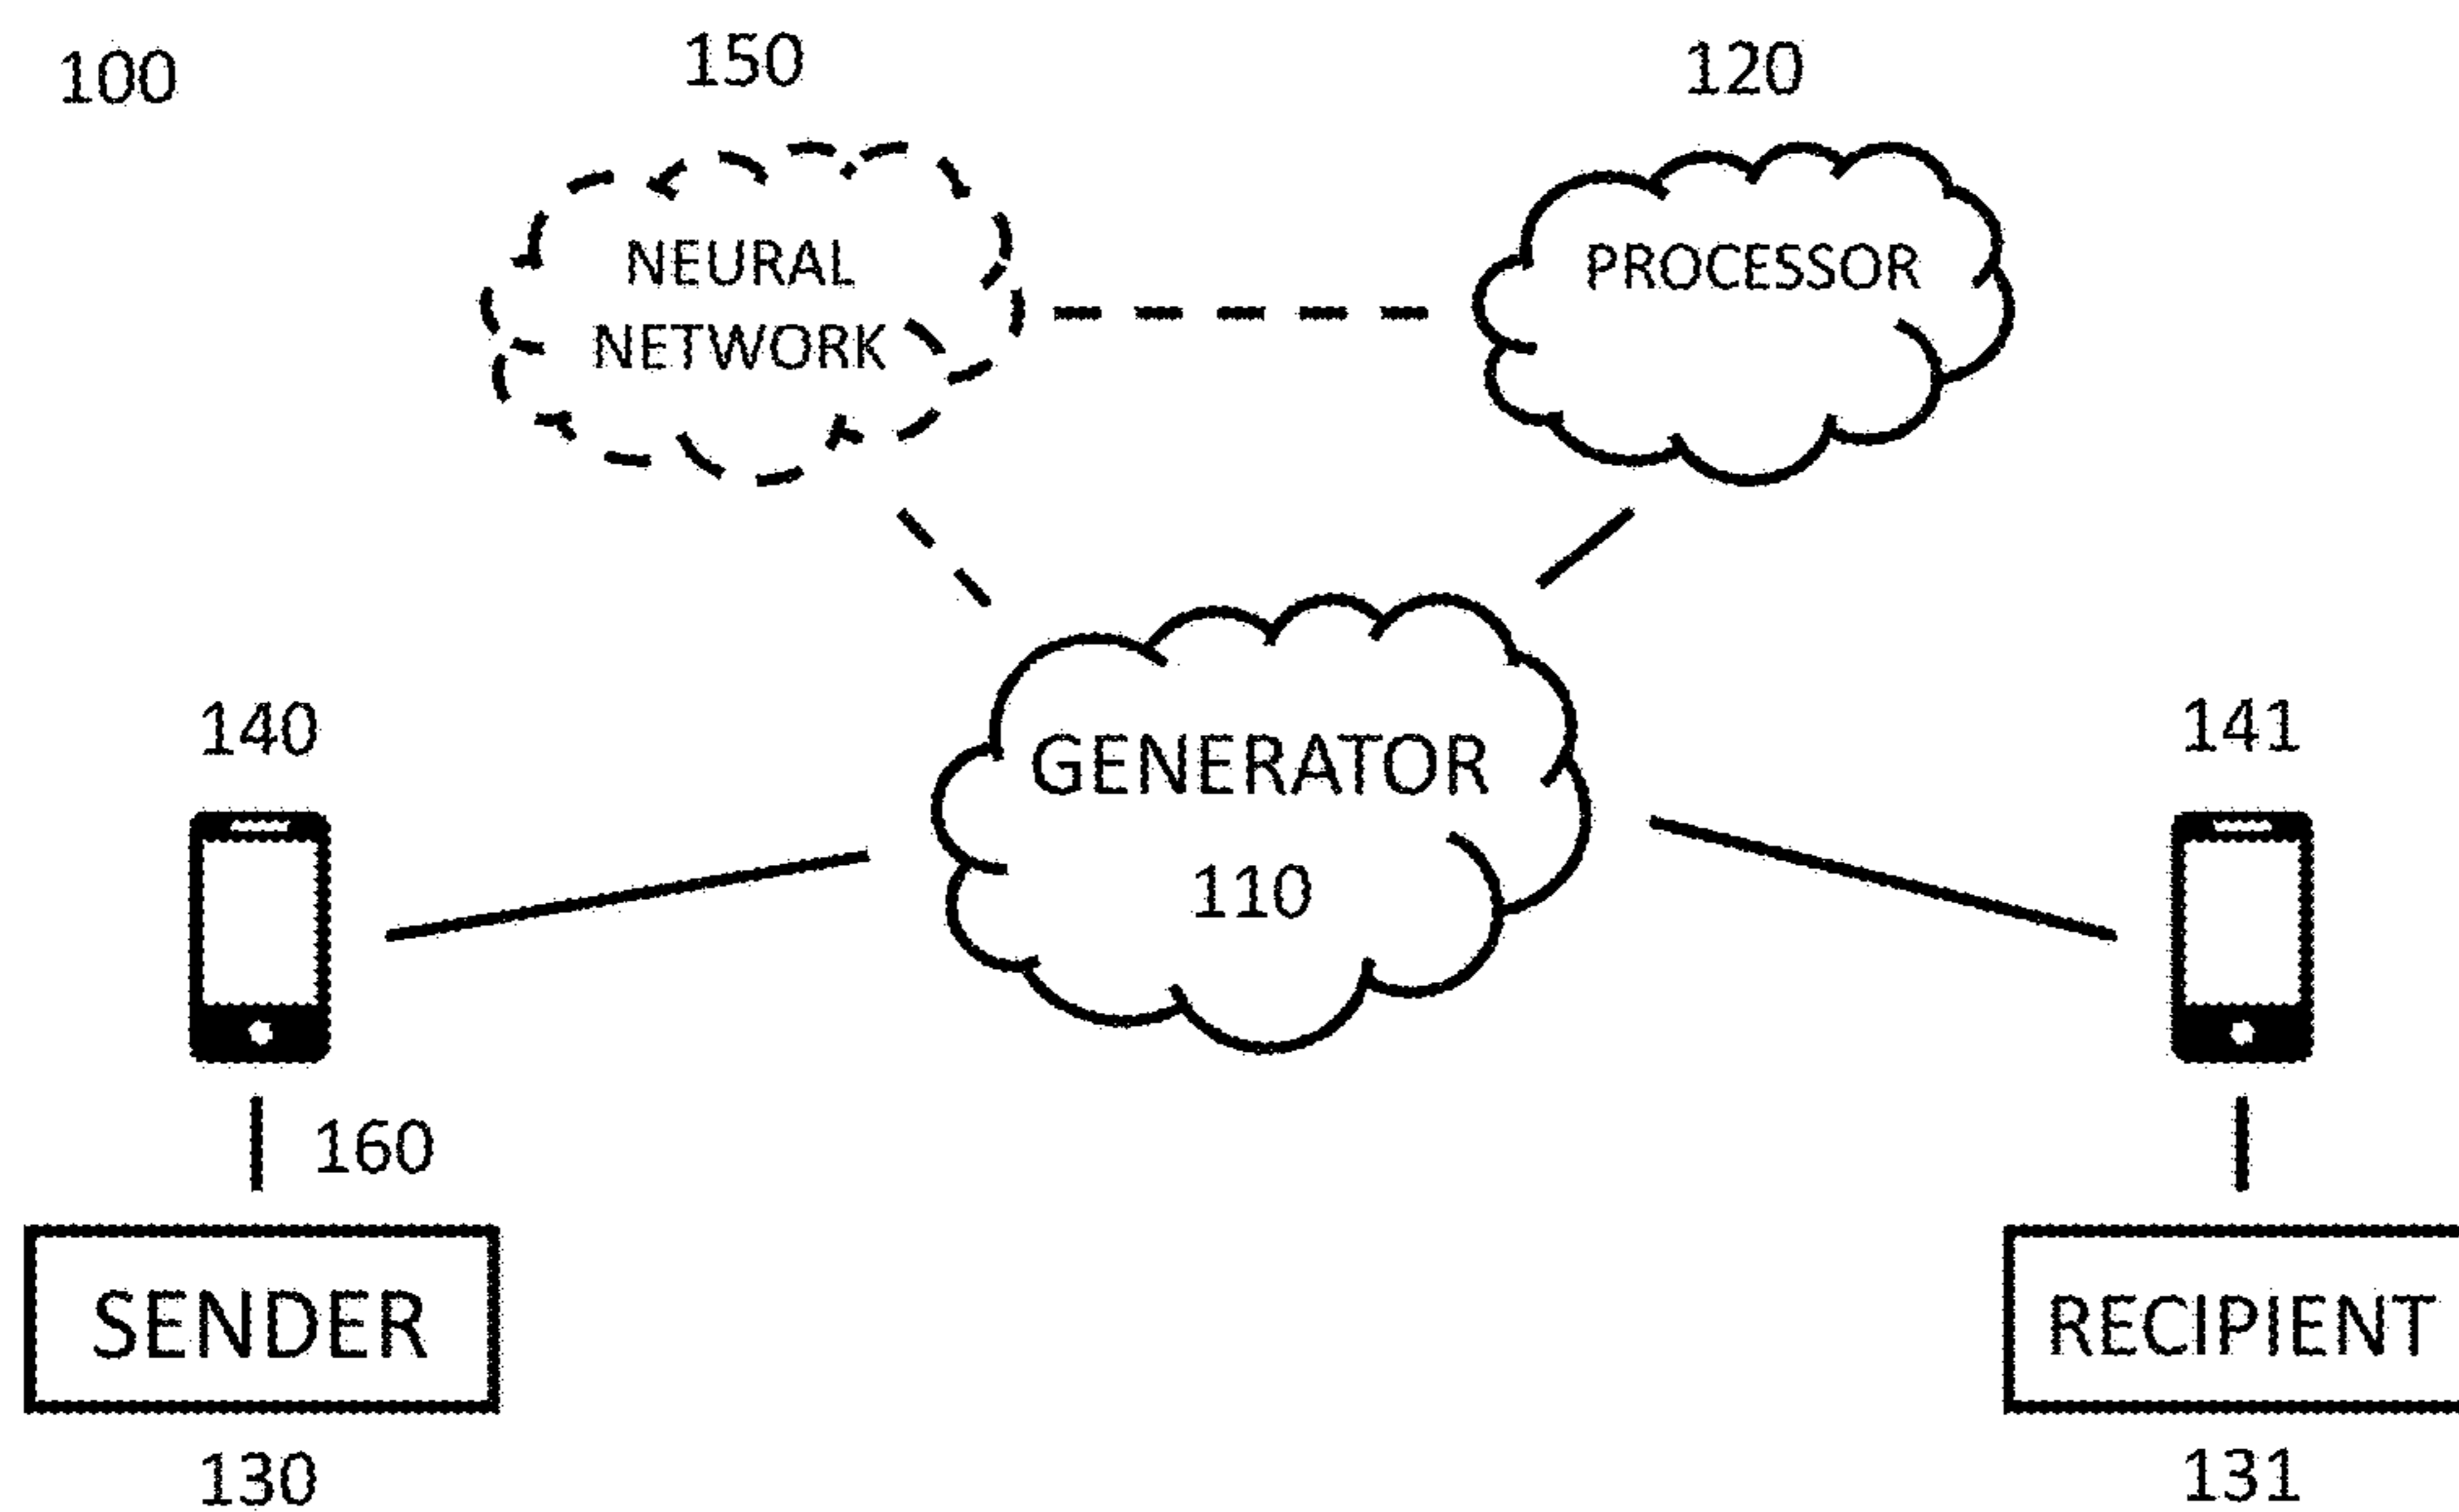 100
150
120
NEURAL
NETWORK
PROCESSOR
140
GENERATOR
110
141
160
SENDER
RECIPIENT
130
131